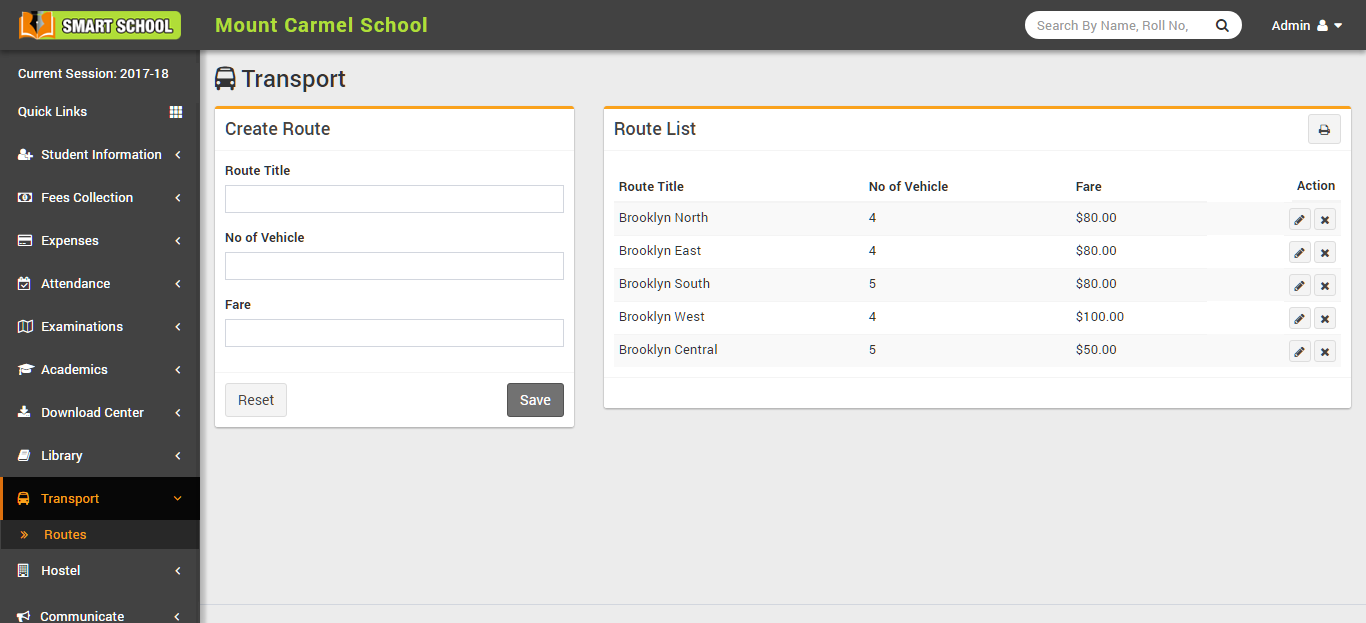 SMART SCHOOL
Mount Carmel School
Search By Name, Roll No,
Admin
Current Session: 2017-18
Quick Links
Student Information
Fees Collection
Expenses
Attendance
Examinations
Academics
Download Center
Library
Transport
Routes
Hostel
Communicate
Transport
Create Route
Route Title
No of Vehicle
Fare
Reset Save
Route List
Route Title No of Vehicle Fare Action
Brooklyn North 4 $80.00
Brooklyn East 4 $80.00
Brooklyn South 5 $80.00
Brooklyn West 4 $100.00
Brooklyn Central 5 $50.00